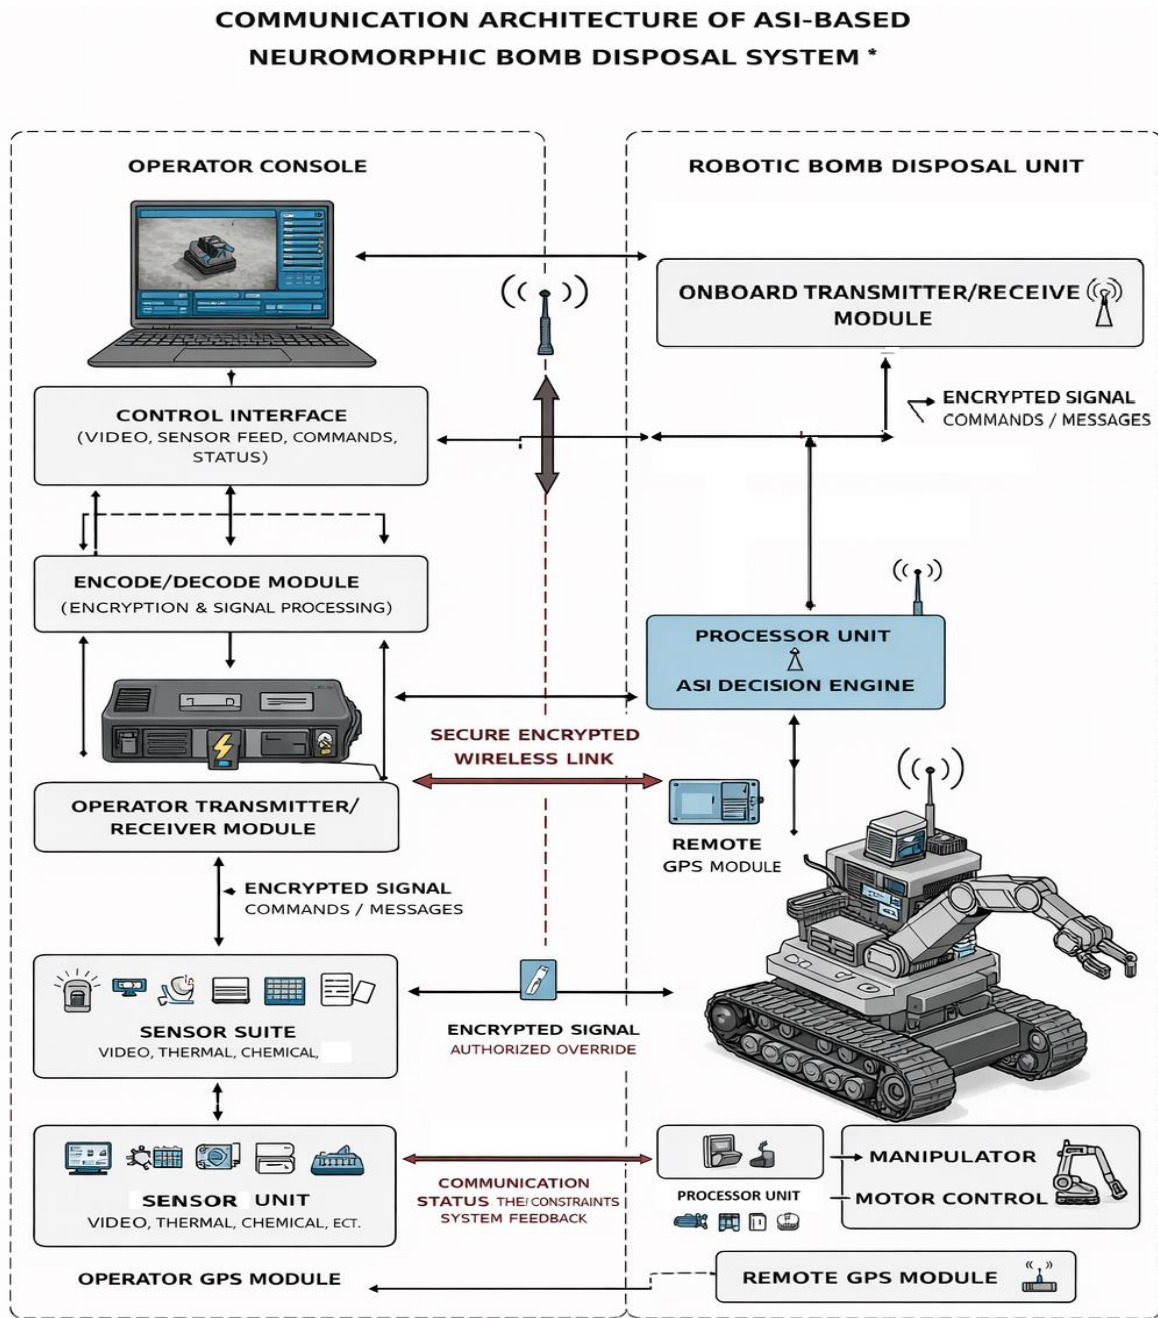 COMMUNICATION ARCHITECTURE OF ASI-BASED
NEUROMORPHIC BOMB DISPOSAL SYSTEM *
OPERATOR CONSOLE
CONTROL INTERFACE
(VIDEO, SENSOR FEED, COMMANDS,
STATUS)
ENCODE/DECODE MODULE
(ENCRYPTION & SIGNAL PROCESSING)
OPERATOR TRANSMITTER/
RECEIVER MODULE
ENCRYPTED SIGNAL
COMMANDS / MESSAGES
SENSOR SUITE
VIDEO, THERMAL, CHEMICAL,
SENSOR UNIT
VIDEO, THERMAL, CHEMICAL, ECT.
OPERATOR GPS MODULE
SECURE ENCRYPTED
WIRELESS LINK
ENCRYPTED SIGNAL
AUTHORIZED OVERRIDE
COMMUNICATION
STATUS THE/CONSTRAINTS
SYSTEM FEEDBACK
ROBOTIC BOMB DISPOSAL UNIT
ONBOARD TRANSMITTER/RECEIVE
MODULE
ENCRYPTED SIGNAL
COMMANDS / MESSAGES
PROCESSOR UNIT
ASI DECISION ENGINE
REMOTE
GPS MODULE
PROCESSOR UNIT
MANIPULATOR
MOTOR CONTROL
REMOTE GPS MODULE